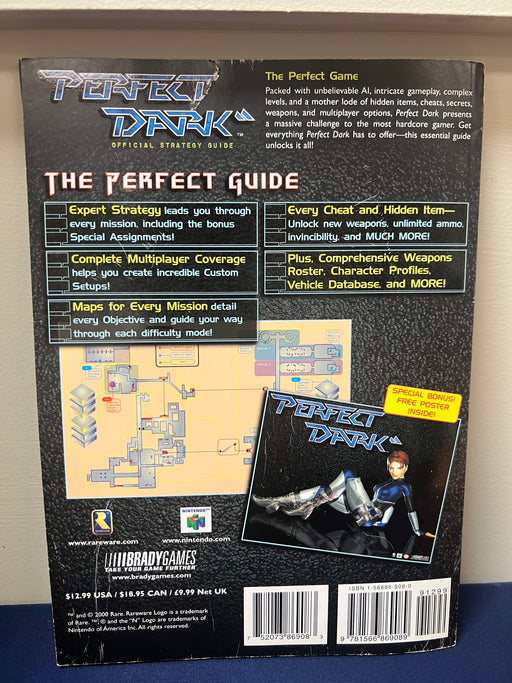 PERFECT
DARK™
OFFICIAL STRATEGY GUIDE
The Perfect Game
Packed with unbelievable AI, intricate gameplay, complex
levels, and a mother lode of hidden items, cheats, secrets,
weapons, and multiplayer options, Perfect Dark presents
a massive challenge to the most hardcore gamer. Get
everything Perfect Dark has to offer—this essential guide
unlocks it all!
THE PERFECT GUIDE
Expert Strategy leads you through
every mission, including the bonus
Special Assignments!
Complete Multiplayer Coverage
helps you create incredible Custom
Setups!
Maps for Every Mission detail
every Objective and guide your way
through each difficulty mode!
Every Cheat and Hidden Item—
Unlock new weapons, unlimited ammo,
invincibility, and MUCH MORE!
Plus, Comprehensive Weapons
Roster, Character Profiles,
Vehicle Database, and MORE!
SPECIAL BONUS!
FREE POSTER
INSIDE!
PERFECT
DARK
www.rareware.com
NINTENDO 64
www.nintendo.com
BRADYGAMES
TAKE YOUR GAME FURTHER
www.bradygames.com
$12.99 USA / $18.95 CAN / £9.99 Net UK
™ and © 2000 Rare. Rareware Logo is a trademark
of Rare. ™, ® and the "N" Logo are trademarks of
Nintendo of America Inc. All rights reserved.
7 52073 86908 3
ISBN 1-56686-908-0
91299
9 781566 869089